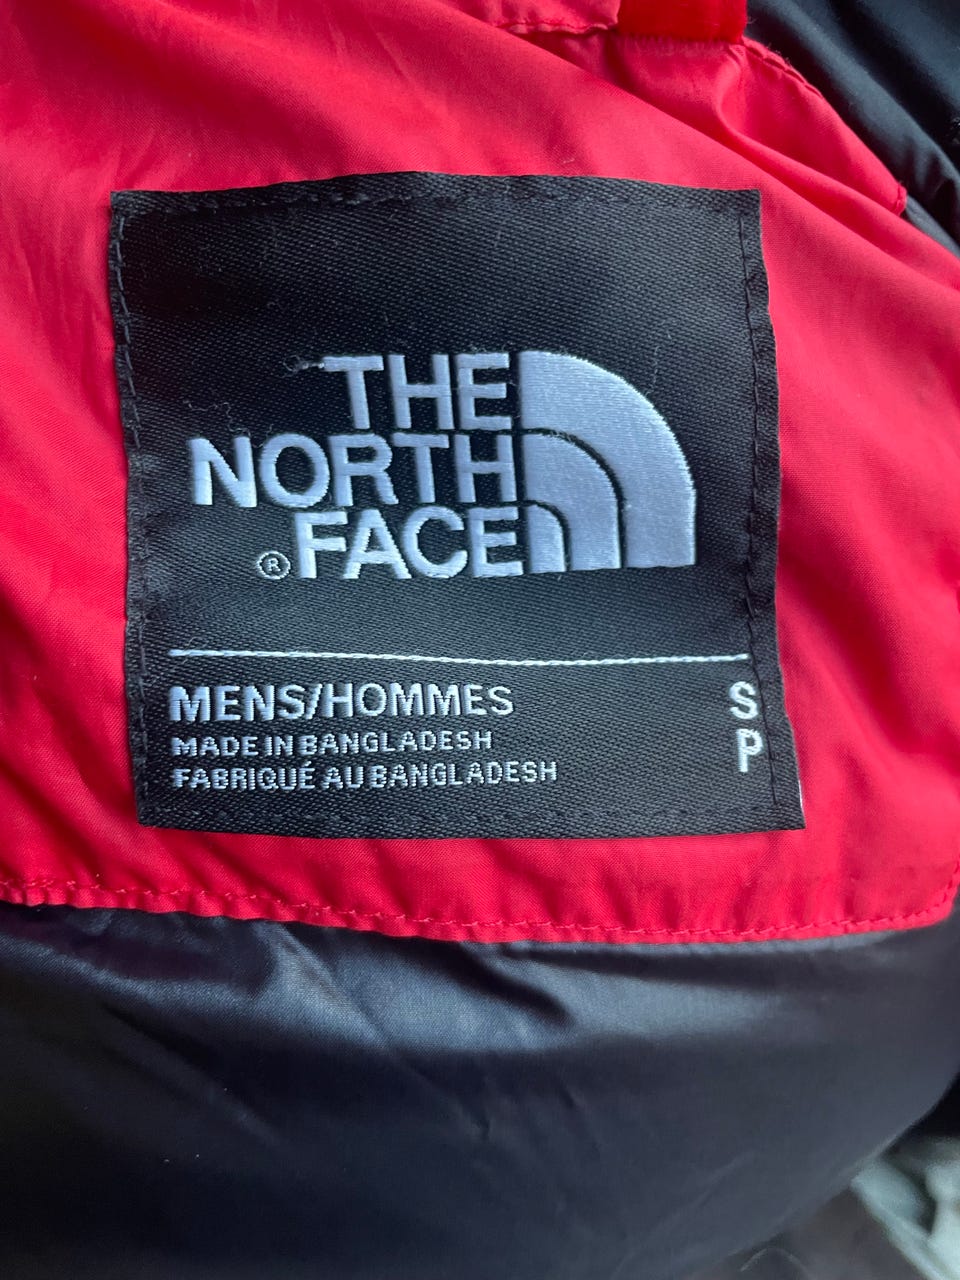 THE
NORTH
® FACE
MENS/HOMMES S
MADE IN BANGLADESH P
FABRIQUÉ AU BANGLADESH